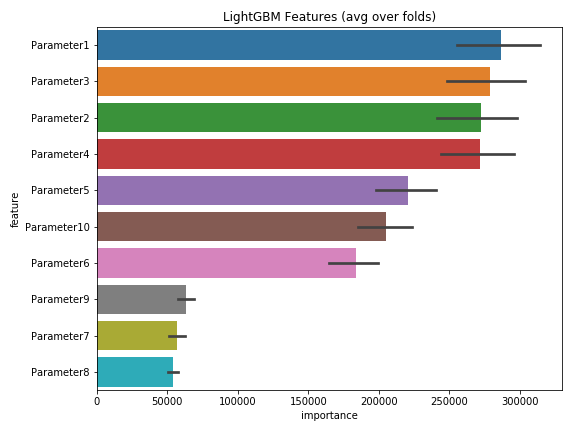 LightGBM Features (avg over folds)
Parameter1
Parameter3
Parameter2
Parameter4
Parameter5
Parameter10
Parameter6
Parameter9
Parameter7
Parameter8
feature
0 50000 100000 150000 200000 250000 300000
importance